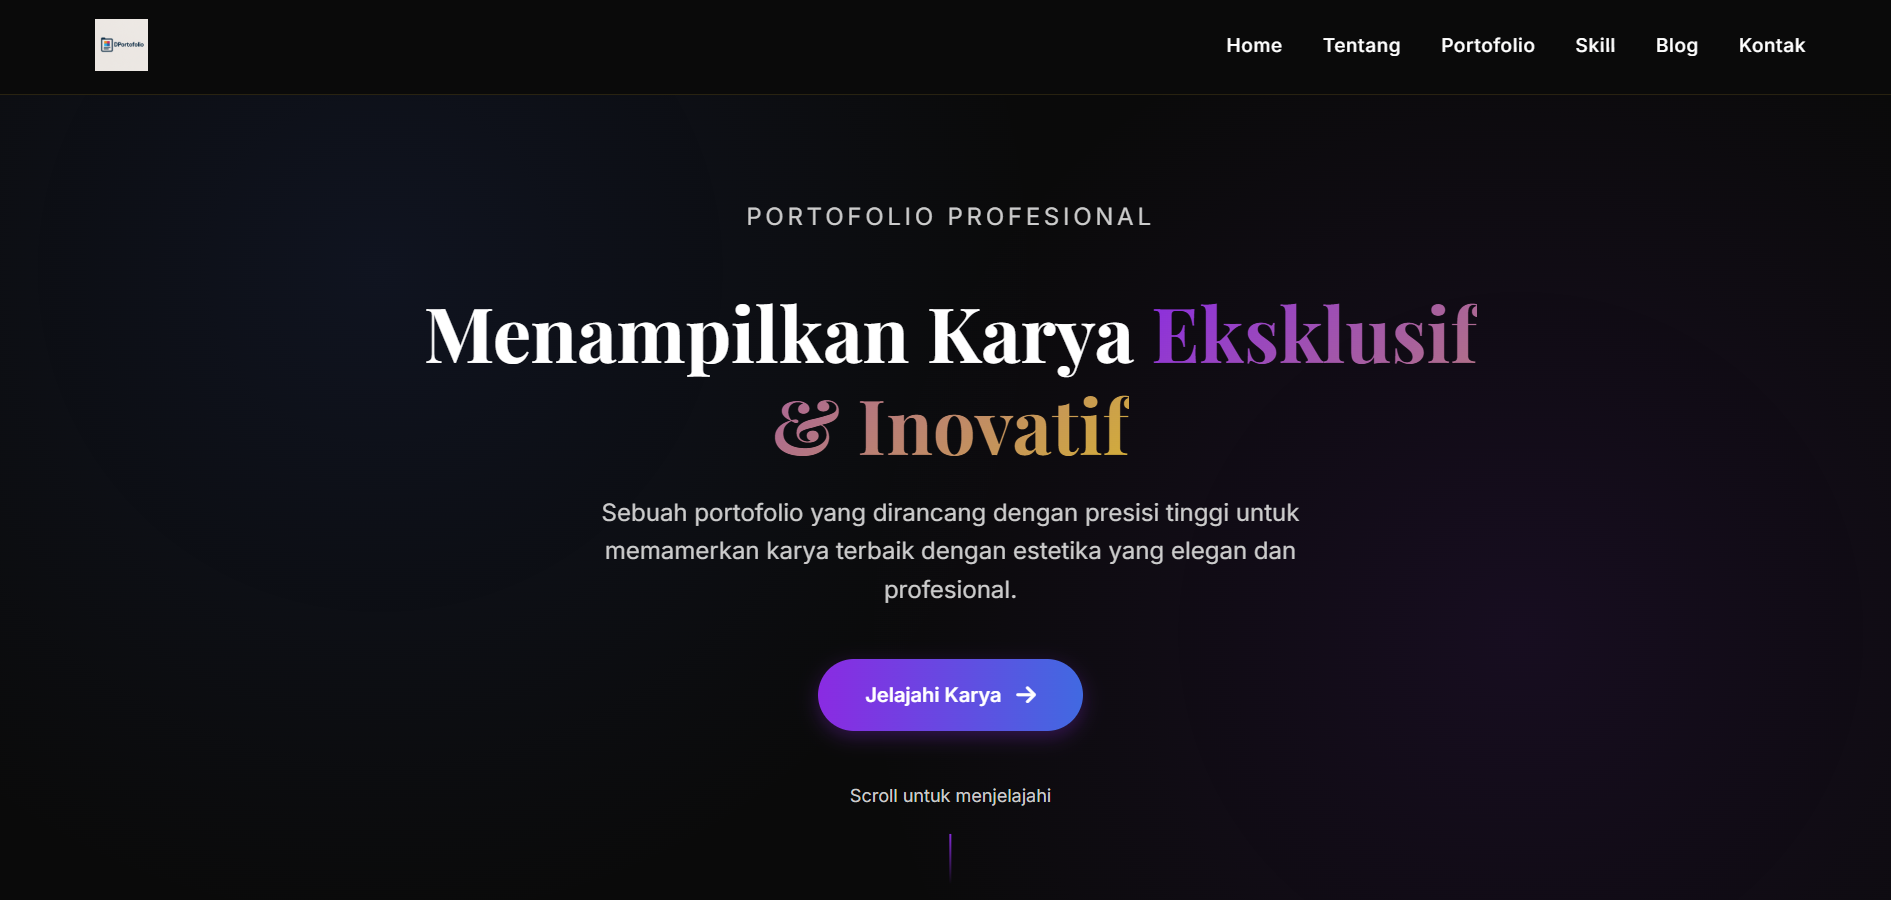 DPortofolio
Home Tentang Portofolio Skill Blog Kontak
PORTOFOLIO PROFESIONAL
Menampilkan Karya Eksklusif
& Inovatif
Sebuah portofolio yang dirancang dengan presisi tinggi untuk
memamerkan karya terbaik dengan estetika yang elegan dan
profesional.
Jelajahi Karya
Scroll untuk menjelajahi